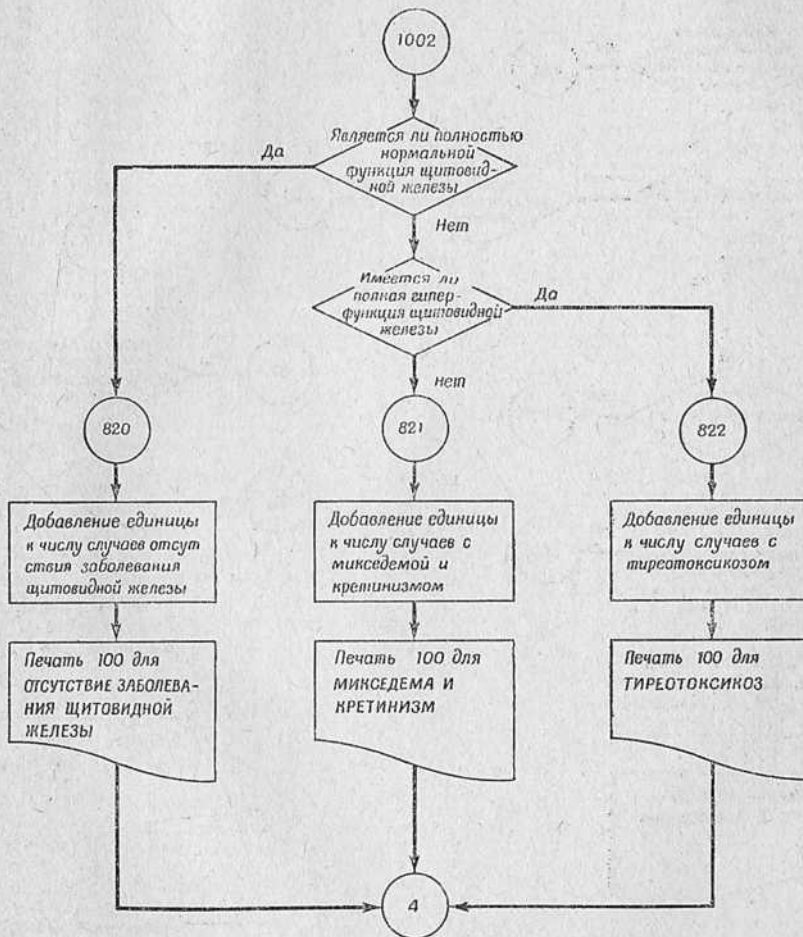 1002
Является ли полностью
нормальной
функция щитовид-
ной железы
Да
Нет
Имеется ли
полная гипер-
функция щитовидной
железы
Да
Нет
820
821
822
Добавление единицы
к числу случаев отсут
ствия заболевания
щитовидной железы
Добавление единицы
к числу случаев с
микседемой и
кретинизмом
Добавление единицы
к числу случаев с
тиреотоксикозом
Печать 100 для
ОТСУТСТВИЕ ЗАБОЛЕВА-
НИЯ ЩИТОВИДНОЙ
ЖЕЛЕЗЫ
Печать 100 для
МИКСЕДЕМА И
КРЕТИНИЗМ
Печать 100 для
ТИРЕОТОКСИКОЗ
4